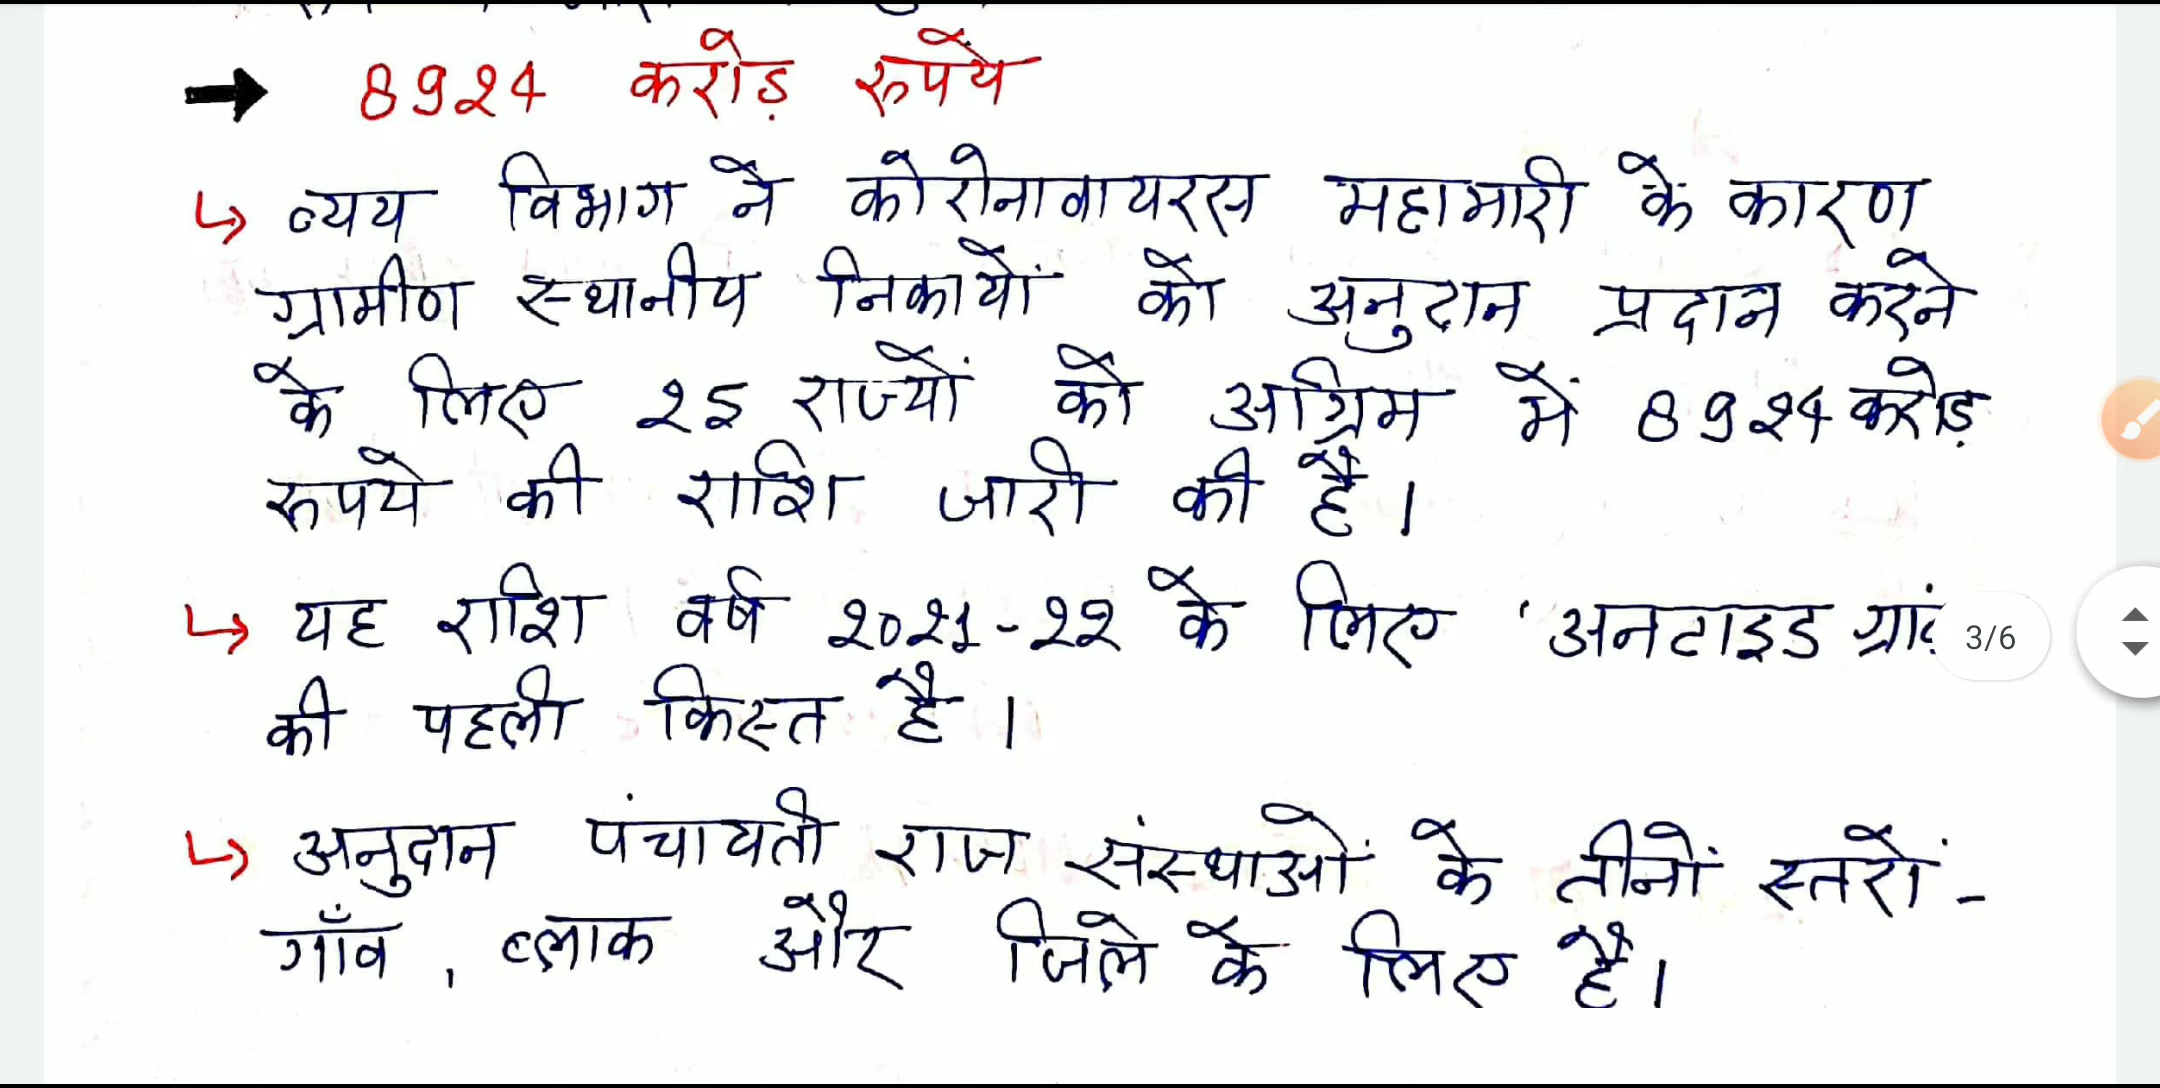 → 8924 करोड़ रूपये
↳ व्यय विभाग ने कोरोनावायरस महामारी के कारण
ग्रामीण स्थानीय निकायों को अनुदान प्रदान करने
के लिए 25 राज्यों को अग्रिम में 8924 करोड़
रूपये की राशि जारी की है।
↳ यह राशि वर्ष 2021-22 के लिए 'अनटाइड
3/6
की पहली किस्त है।
↳ अनुदान पंचायती राज संस्थाओं के तीनों स्तरों -
गाँव, ब्लाक और जिले के लिए है।